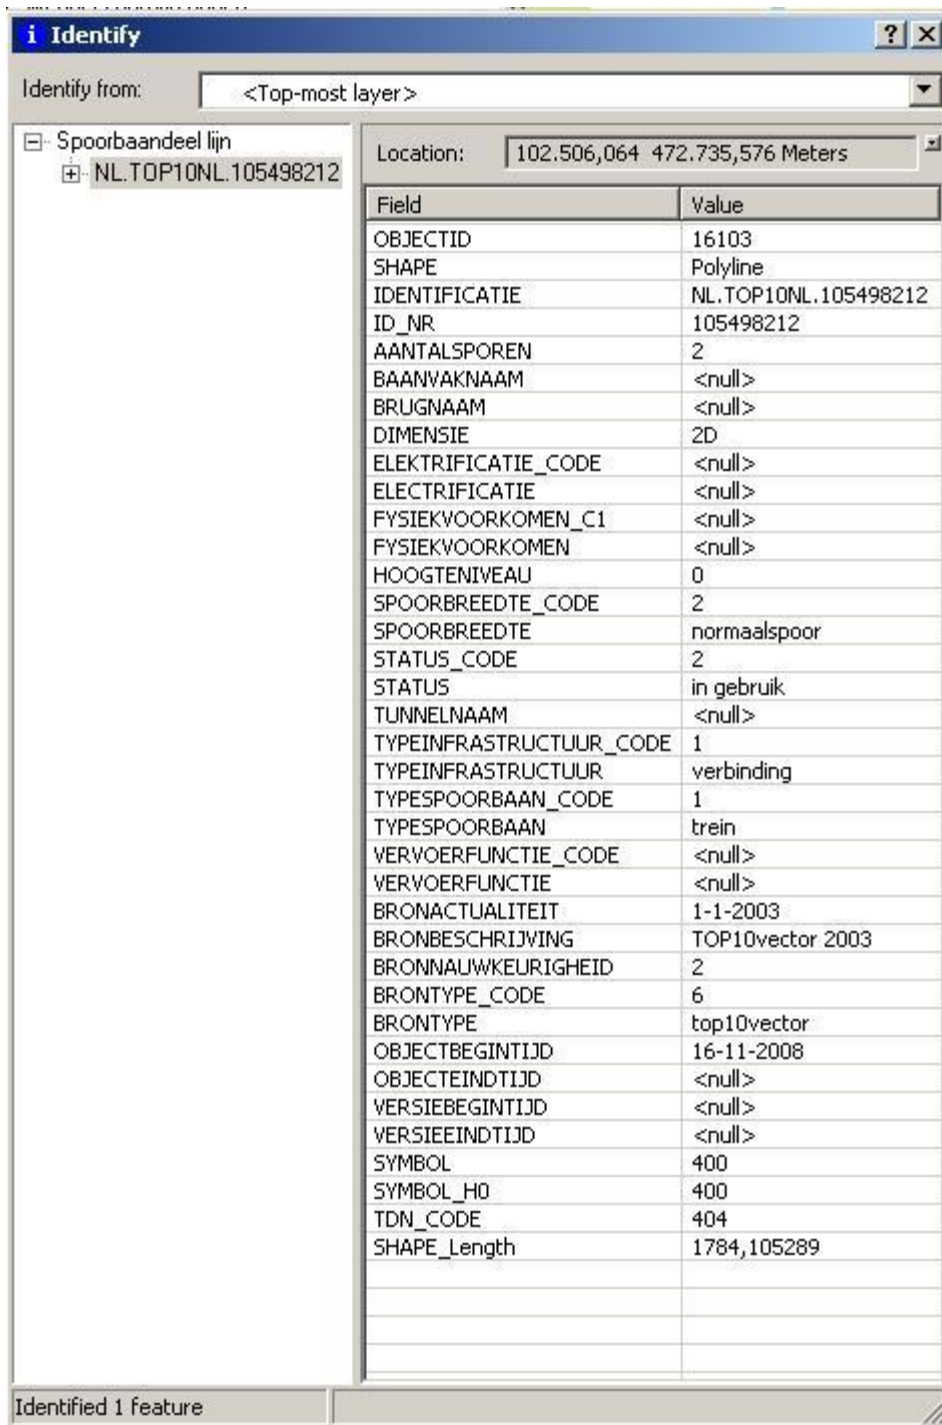 i Identify
Identify from: <Top-most layer>
Spoorbaandeel lijn
NL.TOP10NL.105498212
Location: 102.506,064 472.735,576 Meters
Field Value
OBJECTID 16103
SHAPE Polyline
IDENTIFICATIE NL.TOP10NL.105498212
ID_NR 105498212
AANTALSPOREN 2
BAANVAKNAAM <null>
BRUGNAAM <null>
DIMENSIE 2D
ELEKTRIFICATIE_CODE <null>
ELECTRIFICATIE <null>
FYSIEKVOORKOMEN_C1 <null>
FYSIEKVOORKOMEN <null>
HOOGTENIVEAU 0
SPOORBREEDTE_CODE 2
SPOORBREEDTE normaalspoor
STATUS_CODE 2
STATUS in gebruik
TUNNELNAAM <null>
TYPEINFRASTRUCTUUR_CODE 1
TYPEINFRASTRUCTUUR verbinding
TYPESPOORBAAN_CODE 1
TYPESPOORBAAN trein
VERVOERFUNCTIE_CODE <null>
VERVOERFUNCTIE <null>
BRONACTUALITEIT 1-1-2003
BRONBESCHRIJVING TOP10vector 2003
BRONNAUWKEURIGHEID 2
BRONTYPE_CODE 6
BRONTYPE top10vector
OBJECTBEGINTIJD 16-11-2008
OBJECTEINDTIJD <null>
VERSIEBEGINTIJD <null>
VERSIEEINDTIJD <null>
SYMBOL 400
SYMBOL_H0 400
TDN_CODE 404
SHAPE_Length 1784,105289
Identified 1 feature